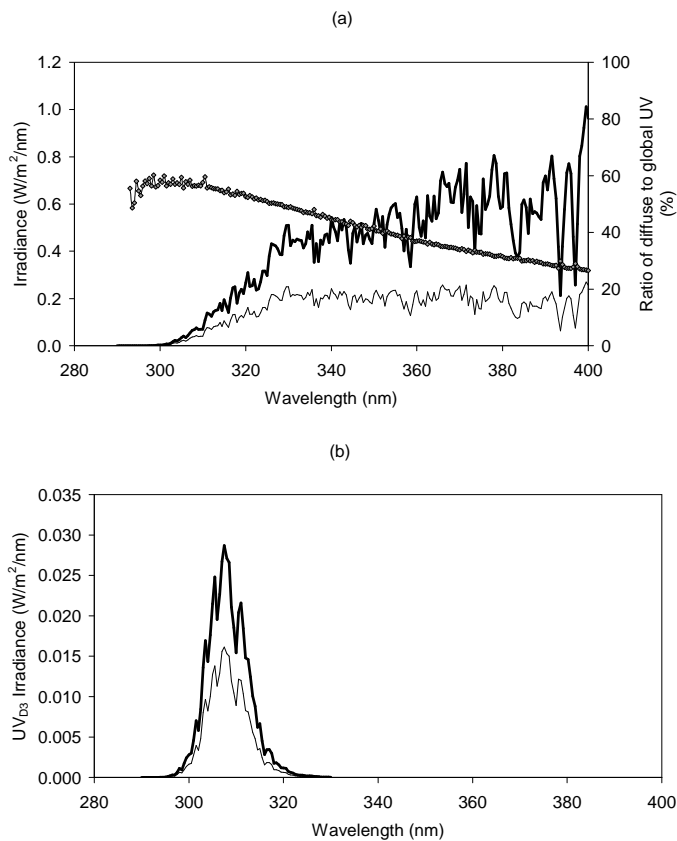 (a)
1.2
1.0
0.8
0.6
0.4
0.2
0.0
Irradiance (W/m²/nm)
100
80
60
40
20
0
Ratio of diffuse to global UV
(%)
280 300 320 340 360 380 400
Wavelength (nm)
(b)
0.035
0.030
0.025
0.020
0.015
0.010
0.005
0.000
UV_D3 Irradiance (W/m²/nm)
280 300 320 340 360 380 400
Wavelength (nm)